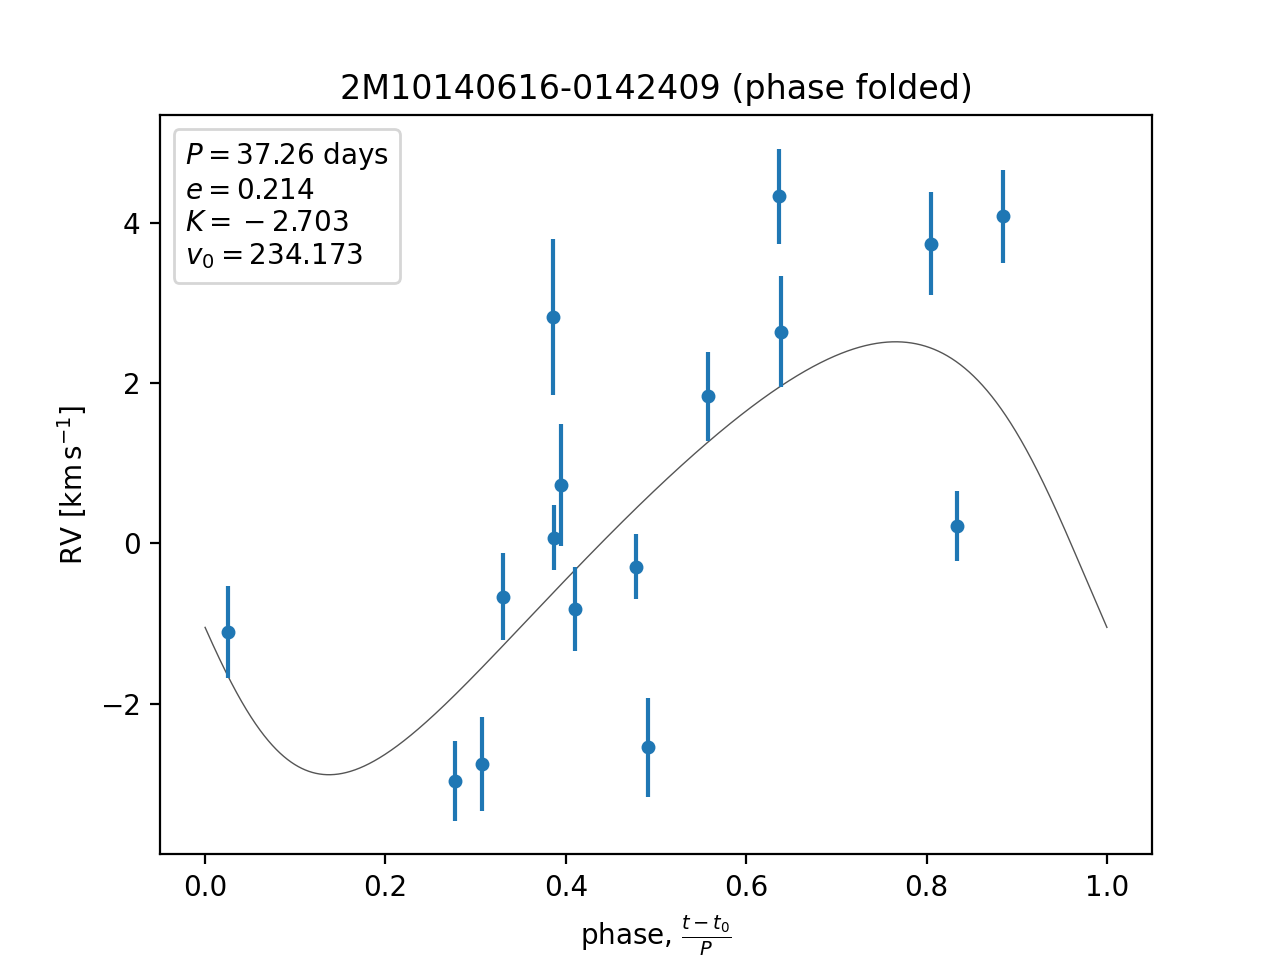 2M10140616-0142409 (phase folded)
P = 37.26 days
e = 0.214
K = −2.703
v₀ = 234.173
RV [km s⁻¹]
4
2
0
−2
0.0 0.2 0.4 0.6 0.8 1.0
phase, (t − t₀)/P